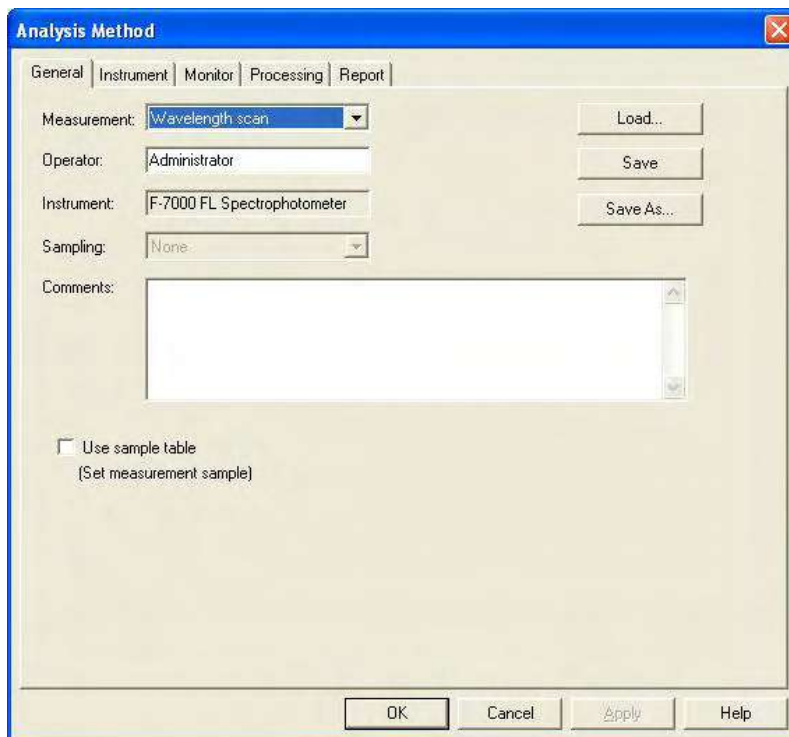 Analysis Method
General Instrument Monitor Processing Report
Measurement: Wavelength scan Load...
Operator: Administrator Save
Instrument: F-7000 FL Spectrophotometer Save As...
Sampling: None
Comments:
Use sample table
(Set measurement sample)
OK Cancel Apply Help